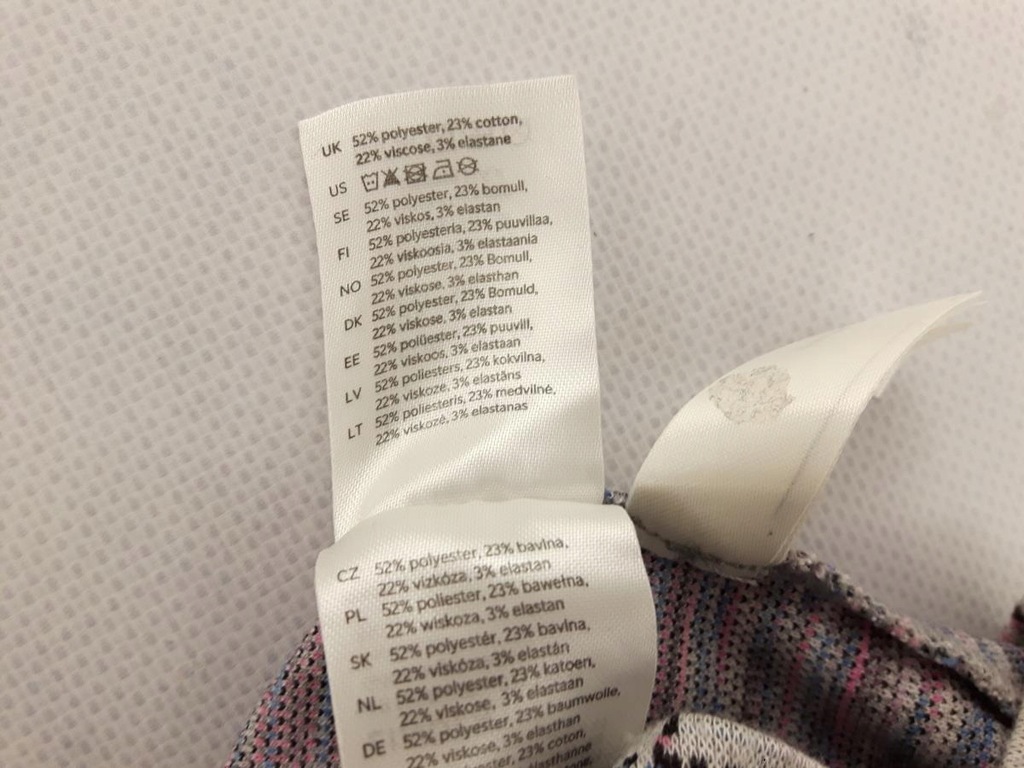 UK 52% polyester, 23% cotton,
22% viscose, 3% elastane
US
SE 52% polyester, 23% bomull,
22% viskos, 3% elastan
FI 52% polyesteria, 23% puuvillaa,
22% viskoosia, 3% elastaania
NO 52% polyester, 23% Bomull,
22% viskose, 3% elasthan
DK 52% polyester, 23% Bomuld,
22% viskose, 3% elastan
EE 52% polüester, 23% puuvill,
22% viskoos, 3% elastaan
LV 52% poliesters, 23% kokvilna,
22% viskoze, 3% elastāns
LT 52% poliesteris, 23% medvilnė,
22% viskozė, 3% elastanas
CZ 52% polyester, 23% bavlna,
22% vizkóza, 3% elastan
PL 52% poliester, 23% bawełna,
22% wiskoza, 3% elastan
SK 52% polyestér, 23% bavlna,
22% viskóza, 3% elastán
NL 52% polyester, 23% katoen,
22% viskose, 3% elastaan
DE 52% polyester, 23% baumwolle,
22% viskose, 3% elasthan
polyester, 23% coton,